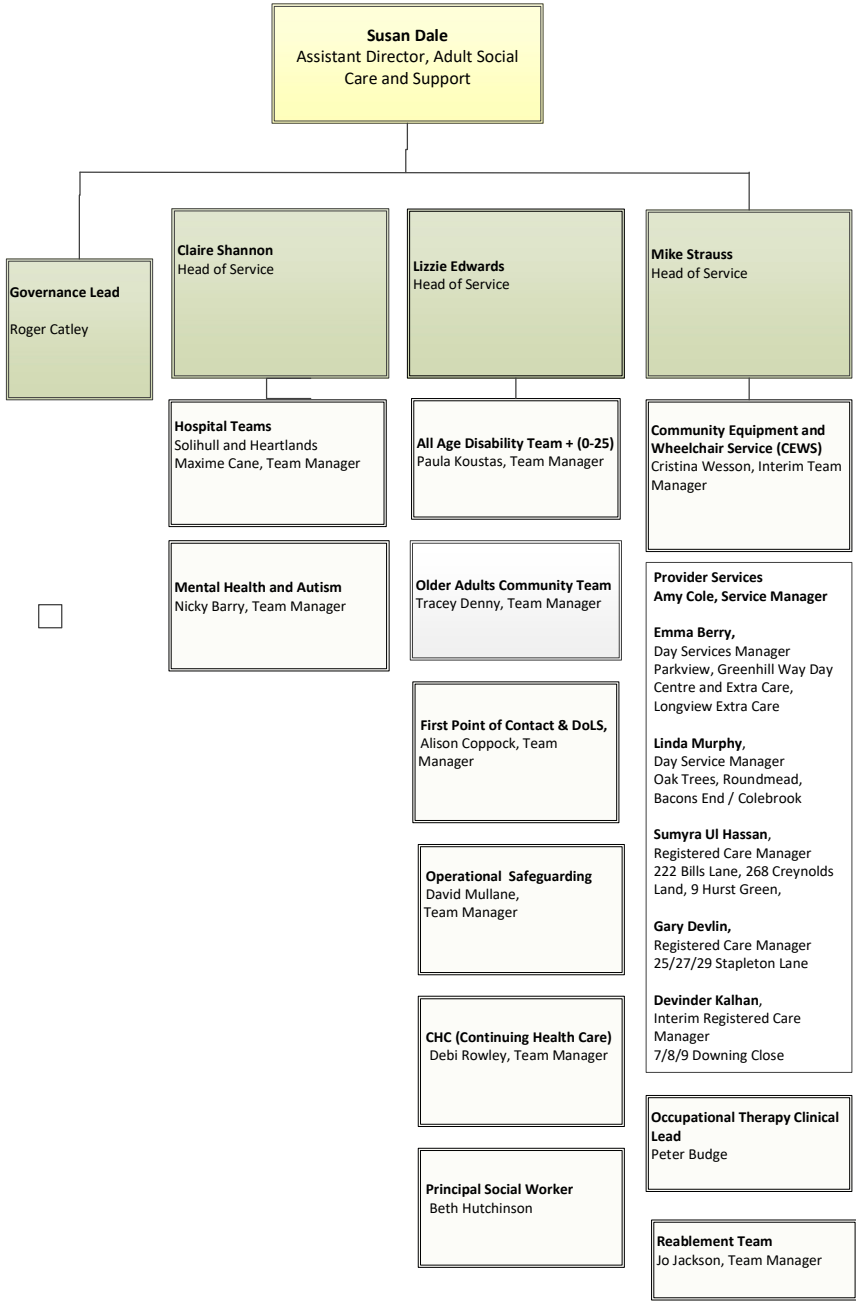 Susan Dale
Assistant Director, Adult Social
Care and Support
Governance Lead
Roger Catley
Claire Shannon
Head of Service
Lizzie Edwards
Head of Service
Mike Strauss
Head of Service
Hospital Teams
Solihull and Heartlands
Maxime Cane, Team Manager
Mental Health and Autism
Nicky Barry, Team Manager
All Age Disability Team + (0-25)
Paula Koustas, Team Manager
Older Adults Community Team
Tracey Denny, Team Manager
First Point of Contact & DoLS,
Alison Coppock, Team
Manager
Operational Safeguarding
David Mullane,
Team Manager
CHC (Continuing Health Care)
Debi Rowley, Team Manager
Principal Social Worker
Beth Hutchinson
Community Equipment and
Wheelchair Service (CEWS)
Cristina Wesson, Interim Team
Manager
Provider Services
Amy Cole, Service Manager
Emma Berry,
Day Services Manager
Parkview, Greenhill Way Day
Centre and Extra Care,
Longview Extra Care
Linda Murphy,
Day Service Manager
Oak Trees, Roundmead,
Bacons End / Colebrook
Sumyra Ul Hassan,
Registered Care Manager
222 Bills Lane, 268 Creynolds
Land, 9 Hurst Green,
Gary Devlin,
Registered Care Manager
25/27/29 Stapleton Lane
Devinder Kalhan,
Interim Registered Care
Manager
7/8/9 Downing Close
Occupational Therapy Clinical
Lead
Peter Budge
Reablement Team
Jo Jackson, Team Manager